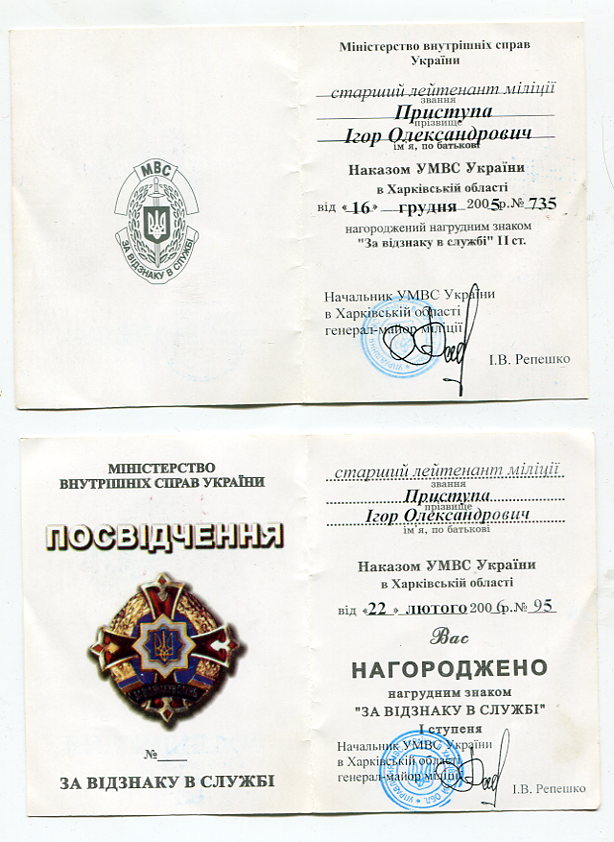 МВС
ЗА ВІДЗНАКУ В СЛУЖБІ
Міністерство внутрішніх справ
України
старший лейтенант міліції
звання
Приступа
прізвище
Ігор Олександрович
ім'я, по батькові
Наказом УМВС України
в Харківській області
від «16» грудня 2005р. № 735
нагороджений нагрудним знаком
"За відзнаку в службі" II ст.
Начальник УМВС України
в Харківській області
генерал-майор міліції
І.В. Репешко
МІНІСТЕРСТВО
ВНУТРІШНІХ СПРАВ УКРАЇНИ
ПОСВІДЧЕННЯ
№
ЗА ВІДЗНАКУ В СЛУЖБІ
старший лейтенант міліції
звання
Приступа
прізвище
Ігор Олександрович
ім'я, по батькові
Наказом УМВС України
в Харківській області
від «22» лютого 2006р. № 95
Вас
НАГОРОДЖЕНО
нагрудним знаком
"ЗА ВІДЗНАКУ В СЛУЖБІ"
І ступеня
Начальник УМВС України
в Харківській області
генерал-майор міліції
І.В. Репешко